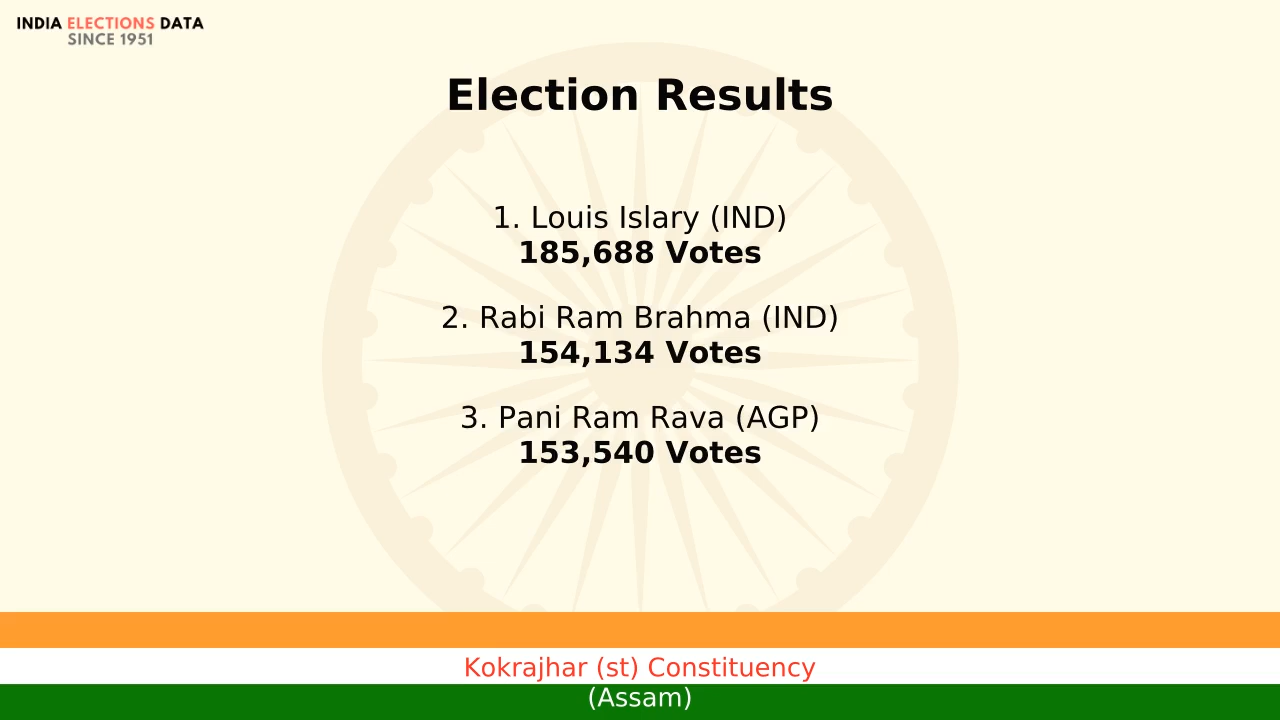 INDIA ELECTIONS DATA
SINCE 1951
Election Results
1. Louis Islary (IND)
185,688 Votes
2. Rabi Ram Brahma (IND)
154,134 Votes
3. Pani Ram Rava (AGP)
153,540 Votes
Kokrajhar (st) Constituency
(Assam)